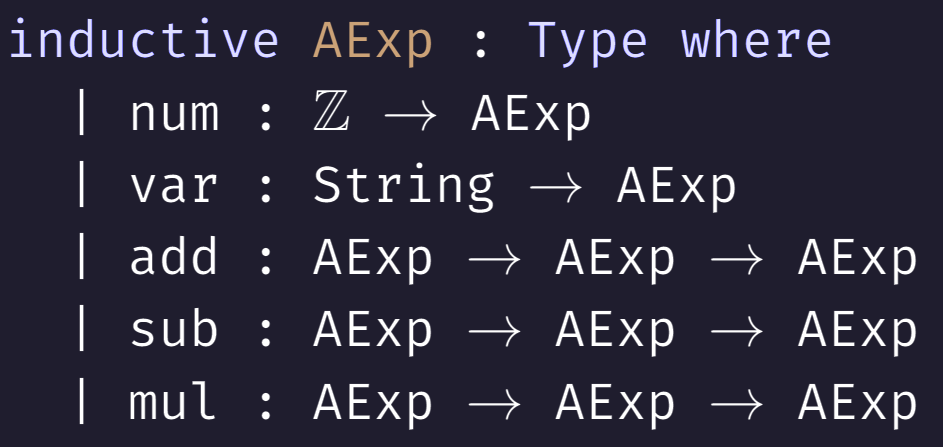 inductive AExp : Type where
  | num : ℤ → AExp
  | var : String → AExp
  | add : AExp → AExp → AExp
  | sub : AExp → AExp → AExp
  | mul : AExp → AExp → AExp